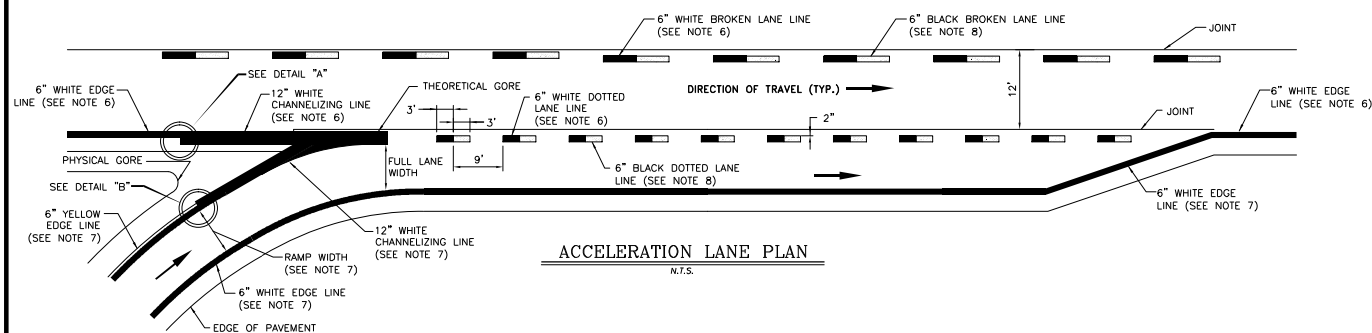 6" WHITE BROKEN LANE LINE
(SEE NOTE 6)
6" BLACK BROKEN LANE LINE
(SEE NOTE 8)
JOINT
SEE DETAIL "A"
6" WHITE EDGE
LINE (SEE NOTE 6)
12" WHITE
CHANNELIZING LINE
(SEE NOTE 6)
THEORETICAL GORE
3'
3'
6" WHITE DOTTED
LANE LINE
(SEE NOTE 6)
DIRECTION OF TRAVEL (TYP.)
12'
2"
JOINT
6" WHITE EDGE
LINE (SEE NOTE 6)
PHYSICAL GORE
FULL LANE
WIDTH
9'
6" BLACK DOTTED LANE
LINE (SEE NOTE 8)
SEE DETAIL "B"
6" YELLOW
EDGE LINE
(SEE NOTE 7)
12" WHITE
CHANNELIZING LINE
(SEE NOTE 7)
6" WHITE EDGE
LINE (SEE NOTE 7)
RAMP WIDTH
(SEE NOTE 7)
6" WHITE EDGE LINE
(SEE NOTE 7)
EDGE OF PAVEMENT
ACCELERATION LANE PLAN
N.T.S.